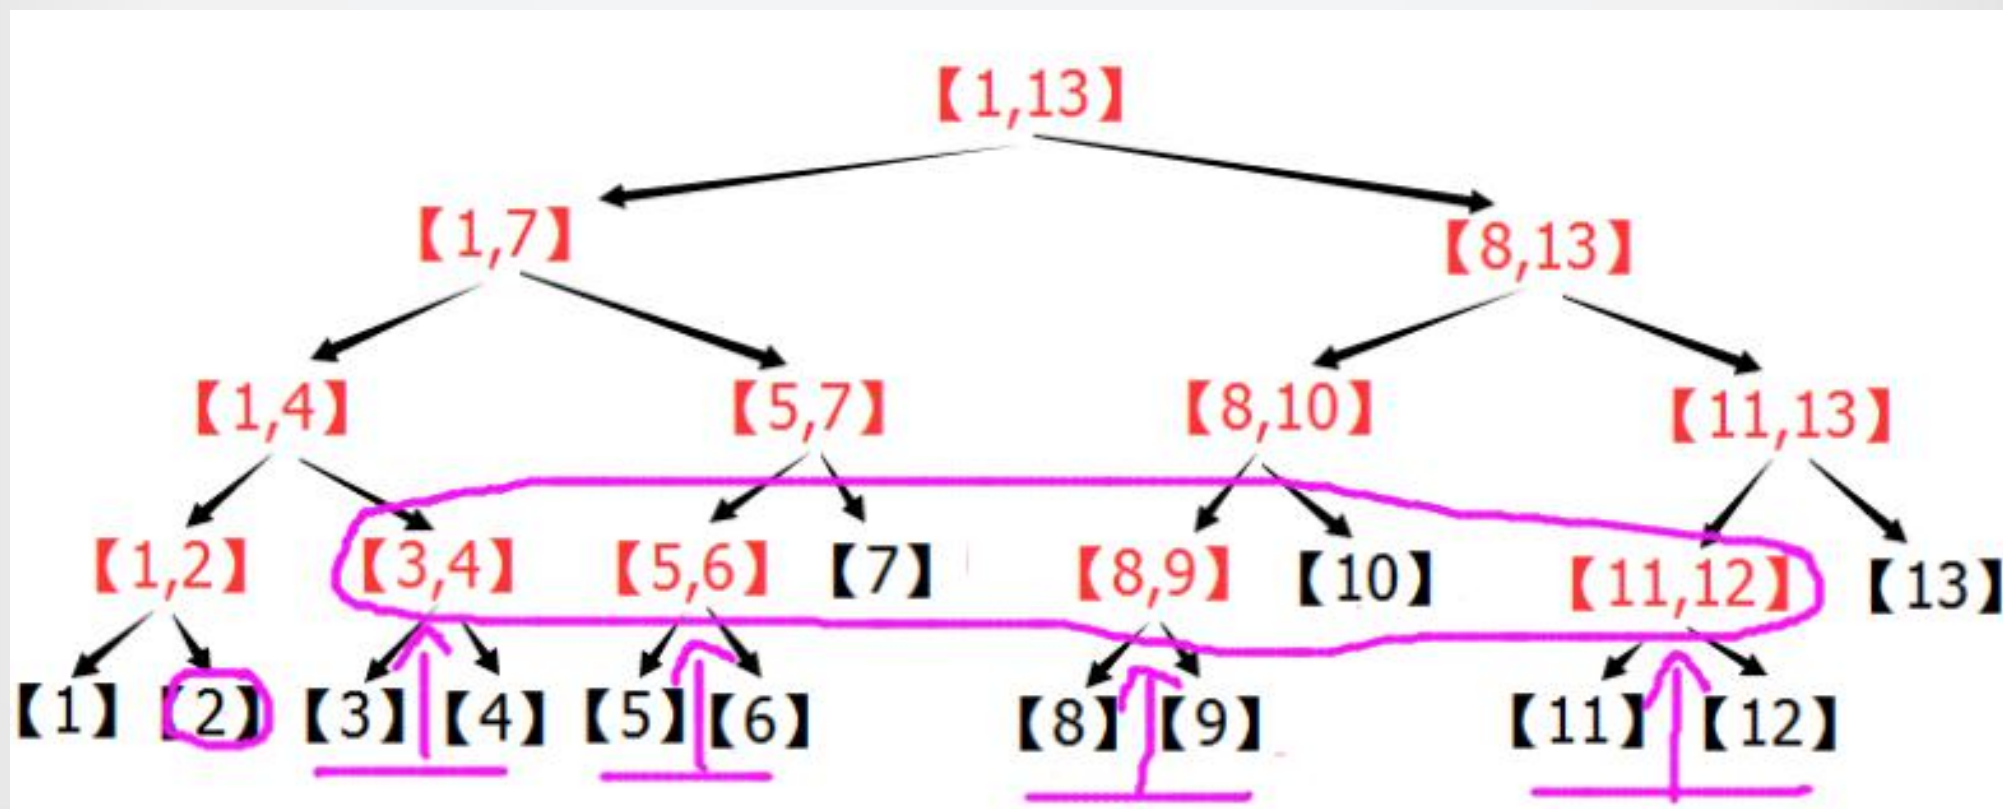 【1,13】
【1,7】 【8,13】
【1,4】 【5,7】 【8,10】 【11,13】
【1,2】 【3,4】 【5,6】 【7】 【8,9】 【10】 【11,12】 【13】
【1】 【2】 【3】 【4】 【5】 【6】 【8】 【9】 【11】 【12】